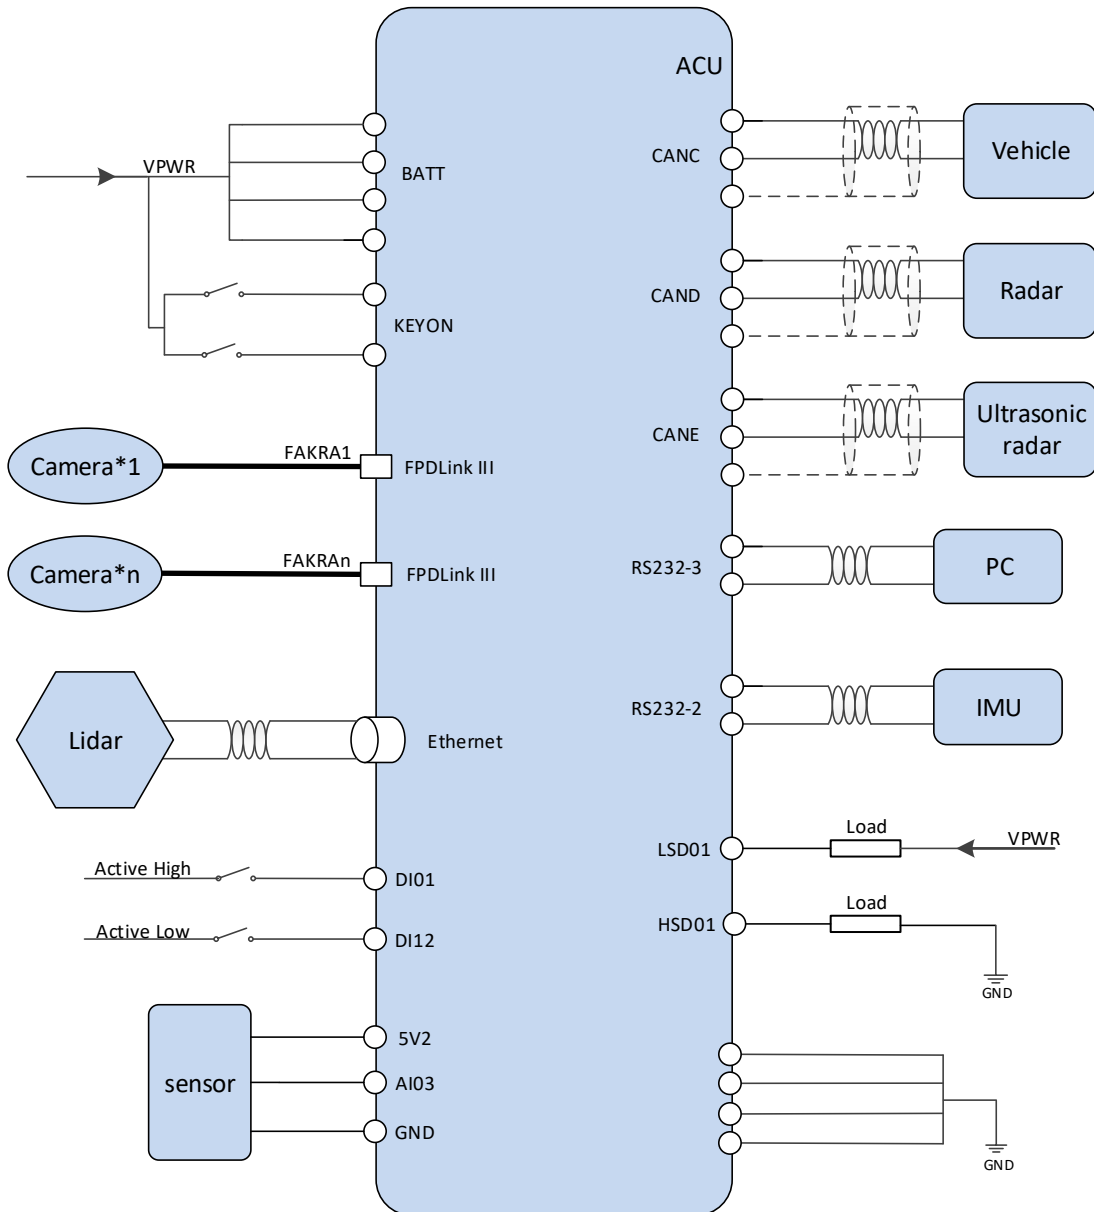 ACU
VPWR
BATT
KEYON
Camera*1
FAKRA1
FPDLink III
Camera*n
FAKRAn
FPDLink III
Lidar
Ethernet
Active High
DI01
Active Low
DI12
sensor
5V2
AI03
GND
CANC
Vehicle
CAND
Radar
CANE
Ultrasonic
radar
RS232-3
PC
RS232-2
IMU
LSD01
Load
VPWR
HSD01
Load
GND
GND